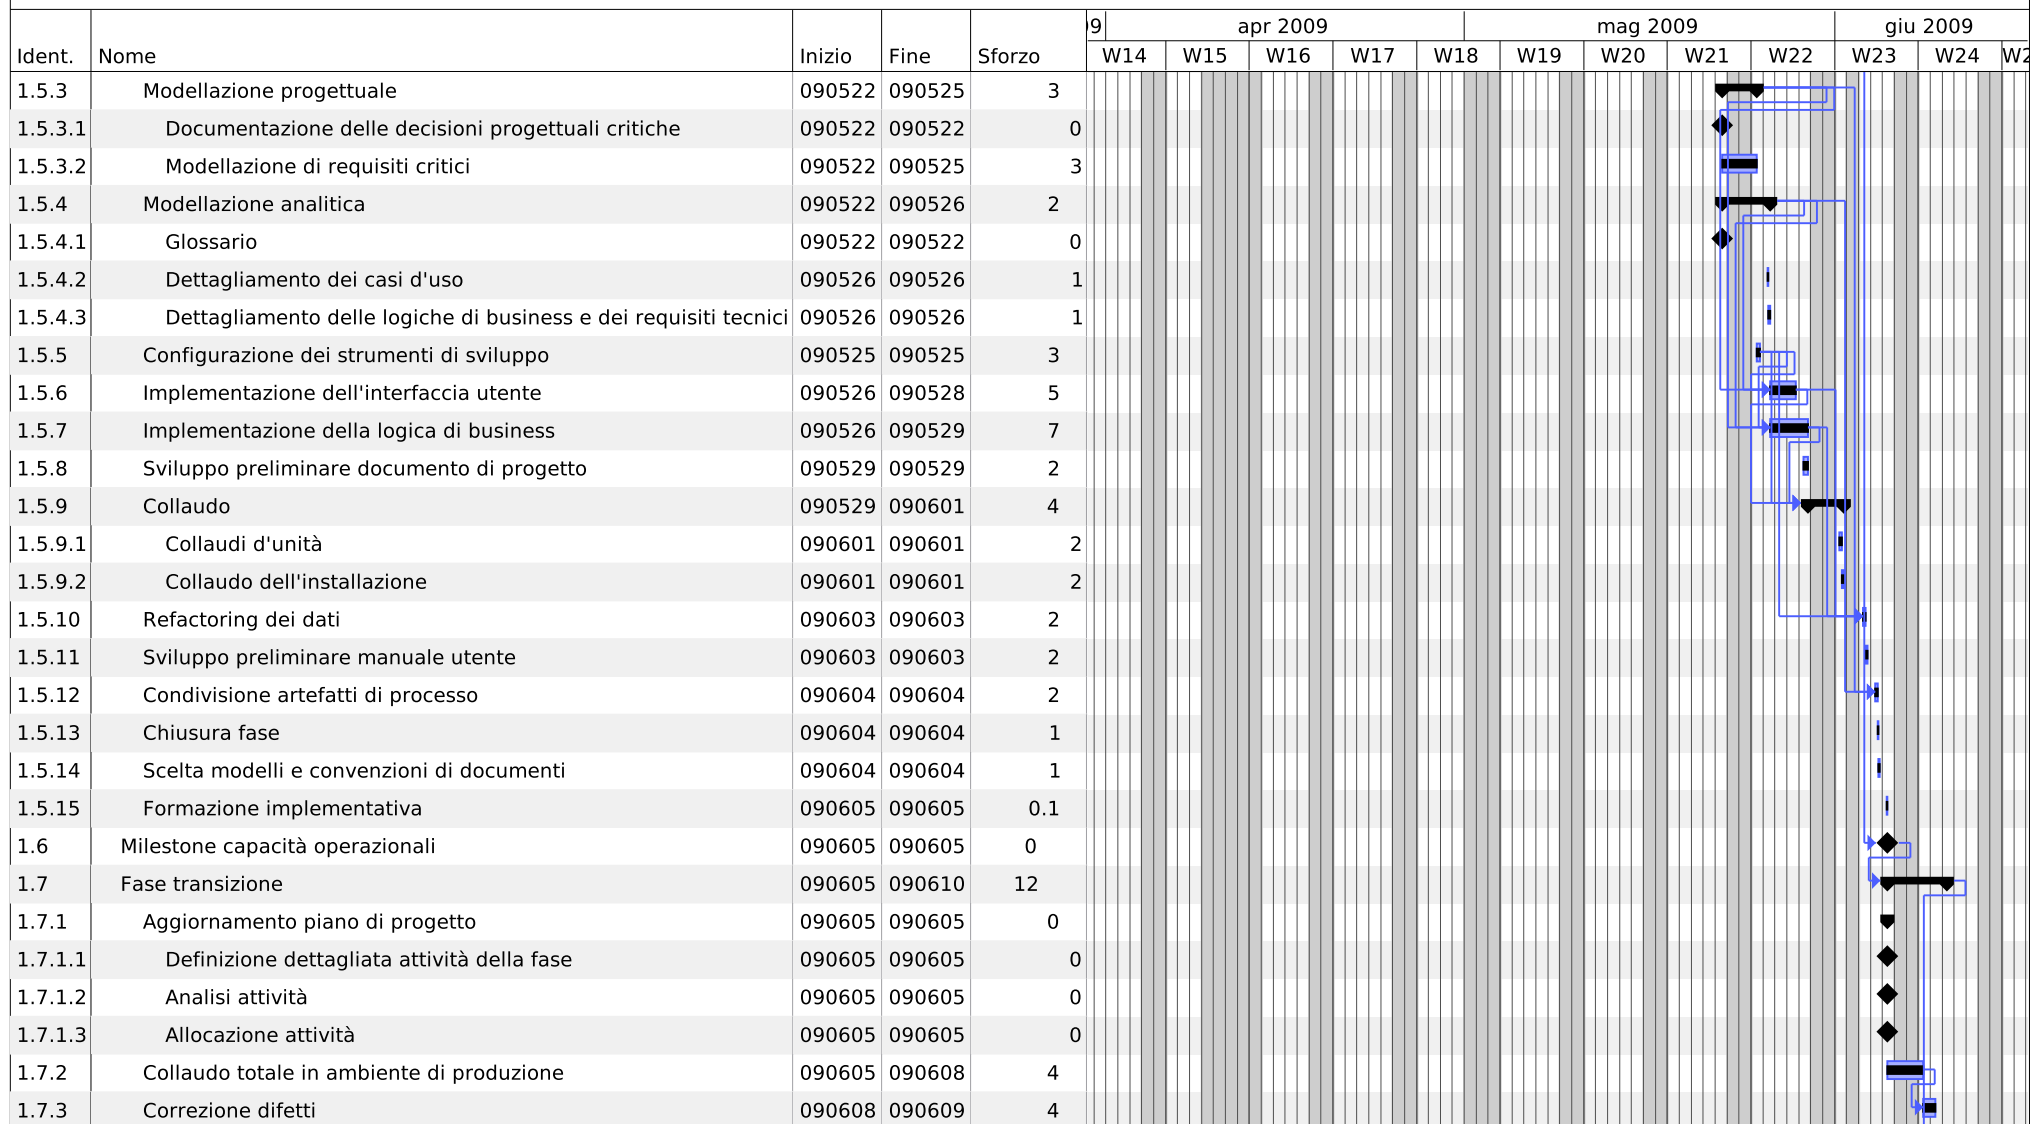 9 apr 2009 mag 2009 giu 2009
Ident. Nome Inizio Fine Sforzo W14 W15 W16 W17 W18 W19 W20 W21 W22 W23 W24 W2
1.5.3 Modellazione progettuale 090522 090525 3
1.5.3.1 Documentazione delle decisioni progettuali critiche 090522 090522 0
1.5.3.2 Modellazione di requisiti critici 090522 090525 3
1.5.4 Modellazione analitica 090522 090526 2
1.5.4.1 Glossario 090522 090522 0
1.5.4.2 Dettagliamento dei casi d'uso 090526 090526 1
1.5.4.3 Dettagliamento delle logiche di business e dei requisiti tecnici 090526 090526 1
1.5.5 Configurazione dei strumenti di sviluppo 090525 090525 3
1.5.6 Implementazione dell'interfaccia utente 090526 090528 5
1.5.7 Implementazione della logica di business 090526 090529 7
1.5.8 Sviluppo preliminare documento di progetto 090529 090529 2
1.5.9 Collaudo 090529 090601 4
1.5.9.1 Collaudi d'unità 090601 090601 2
1.5.9.2 Collaudo dell'installazione 090601 090601 2
1.5.10 Refactoring dei dati 090603 090603 2
1.5.11 Sviluppo preliminare manuale utente 090603 090603 2
1.5.12 Condivisione artefatti di processo 090604 090604 2
1.5.13 Chiusura fase 090604 090604 1
1.5.14 Scelta modelli e convenzioni di documenti 090604 090604 1
1.5.15 Formazione implementativa 090605 090605 0.1
1.6 Milestone capacità operazionali 090605 090605 0
1.7 Fase transizione 090605 090610 12
1.7.1 Aggiornamento piano di progetto 090605 090605 0
1.7.1.1 Definizione dettagliata attività della fase 090605 090605 0
1.7.1.2 Analisi attività 090605 090605 0
1.7.1.3 Allocazione attività 090605 090605 0
1.7.2 Collaudo totale in ambiente di produzione 090605 090608 4
1.7.3 Correzione difetti 090608 090609 4